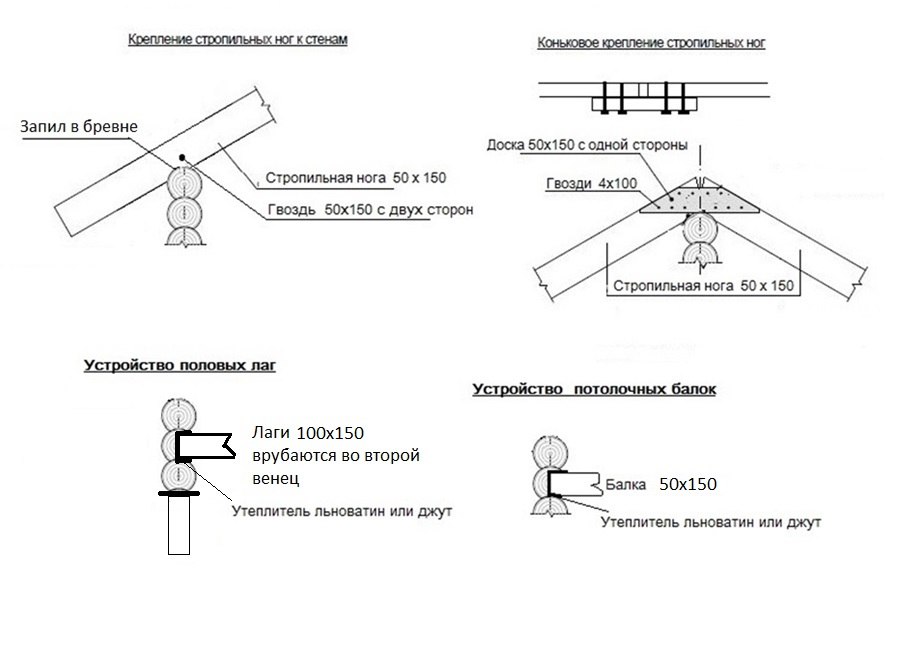 Крепление стропильных ног к стенам
Запил в бревне
Стропильная нога 50 х 150
Гвоздь 50х150 с двух сторон
Коньковое крепление стропильных ног
Доска 50х150 с одной стороны
Гвозди 4х100
Стропильная нога 50 х 150
Устройство половых лаг
Лаги 100х150
врубаются во второй
венец
Утеплитель льноватин или джут
Устройство потолочных балок
Балка 50х150
Утеплитель льноватин или джут